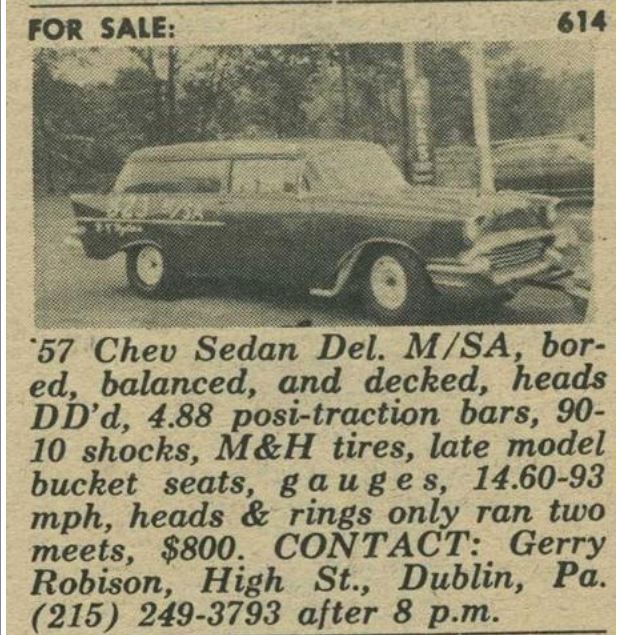 FOR SALE: 614
'57 Chev Sedan Del. M/SA, bor-
ed, balanced, and decked, heads
DD'd, 4.88 posi-traction bars, 90-
10 shocks, M&H tires, late model
bucket seats, gauges, 14.60-93
mph, heads & rings only ran two
meets, $800. CONTACT: Gerry
Robison, High St., Dublin, Pa.
(215) 249-3793 after 8 p.m.